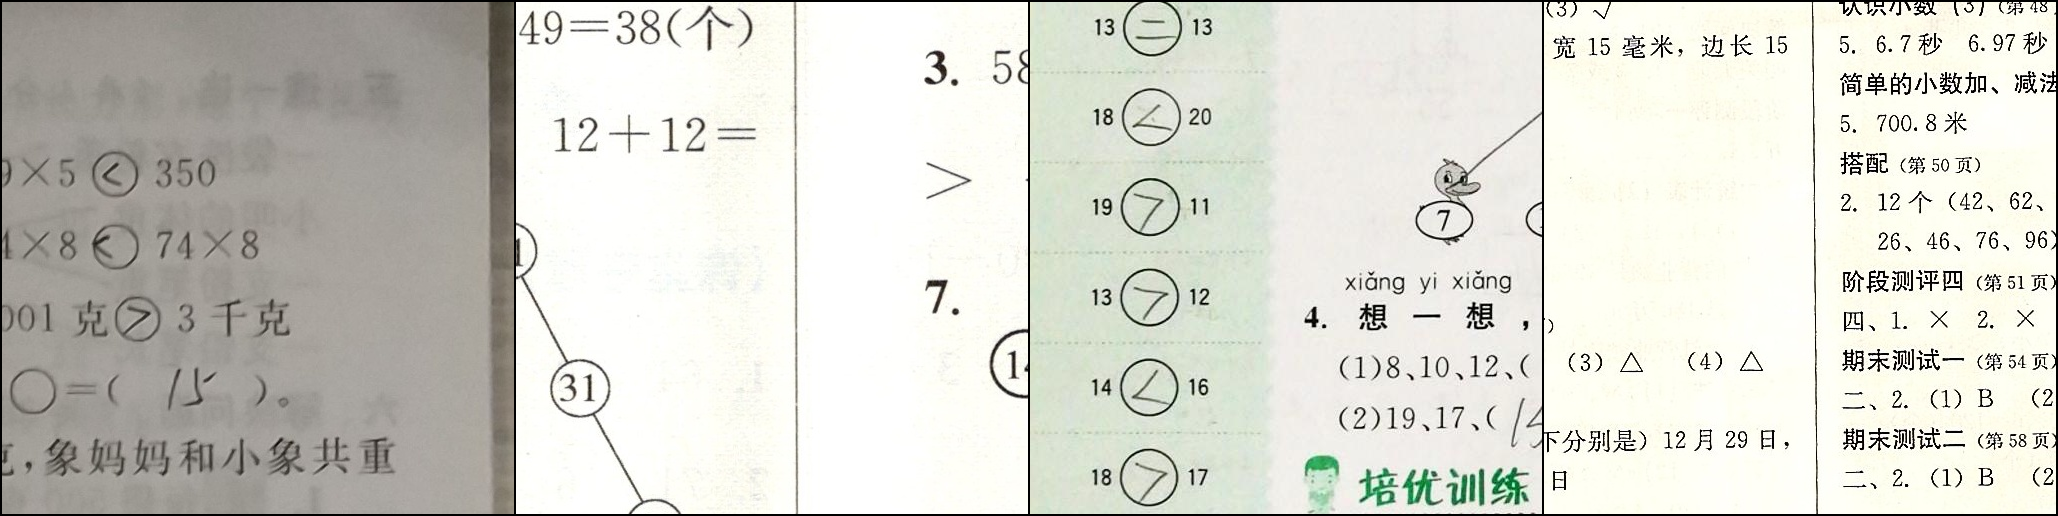 9×5 < 350
4×8 < 74×8
001 克 > 3 千克
○=( 15 )。
,象妈妈和小象共重
49=38(个)
12+12=
31
3. 58
>
7.
14
13 = 13
18 < 20
19 > 11
13 > 12
14 < 16
18 > 17
7
xiǎng yi xiǎng
4. 想 一 想 ,
(1)8、10、12、(
(2)19、17、( 15
培优训练
(3) √
宽 15 毫米，边长 15
(3) △ (4) △
下分别是) 12 月 29 日，
日
认识小数 (3) (第 48
5. 6.7 秒 6.97 秒
简单的小数加、减法
5. 700.8 米
搭配 (第 50 页)
2. 12 个 (42、62、
26、46、76、96)
阶段测评四 (第 51 页)
四、1. × 2. ×
期末测试一 (第 54 页)
二、2. (1) B (2
期末测试二 (第 58 页)
二、2. (1) B (2